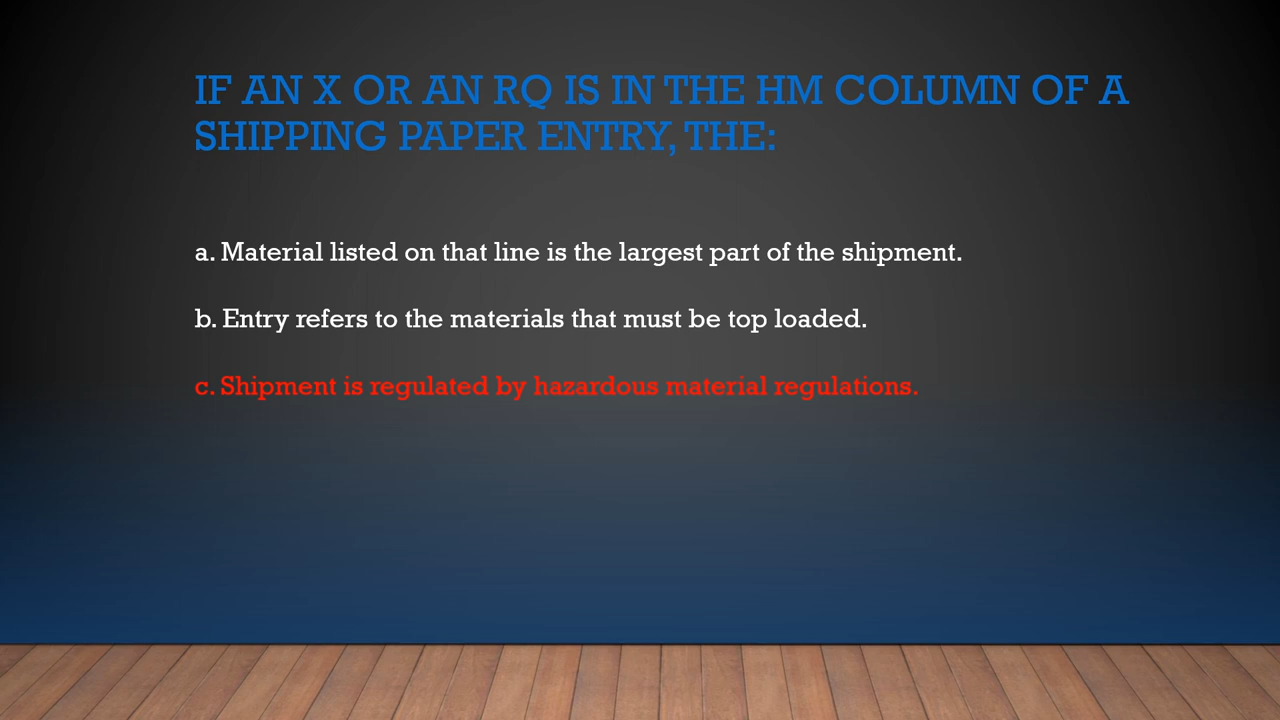 IF AN X OR AN RQ IS IN THE HM COLUMN OF A
SHIPPING PAPER ENTRY, THE:
a. Material listed on that line is the largest part of the shipment.
b. Entry refers to the materials that must be top loaded.
c. Shipment is regulated by hazardous material regulations.